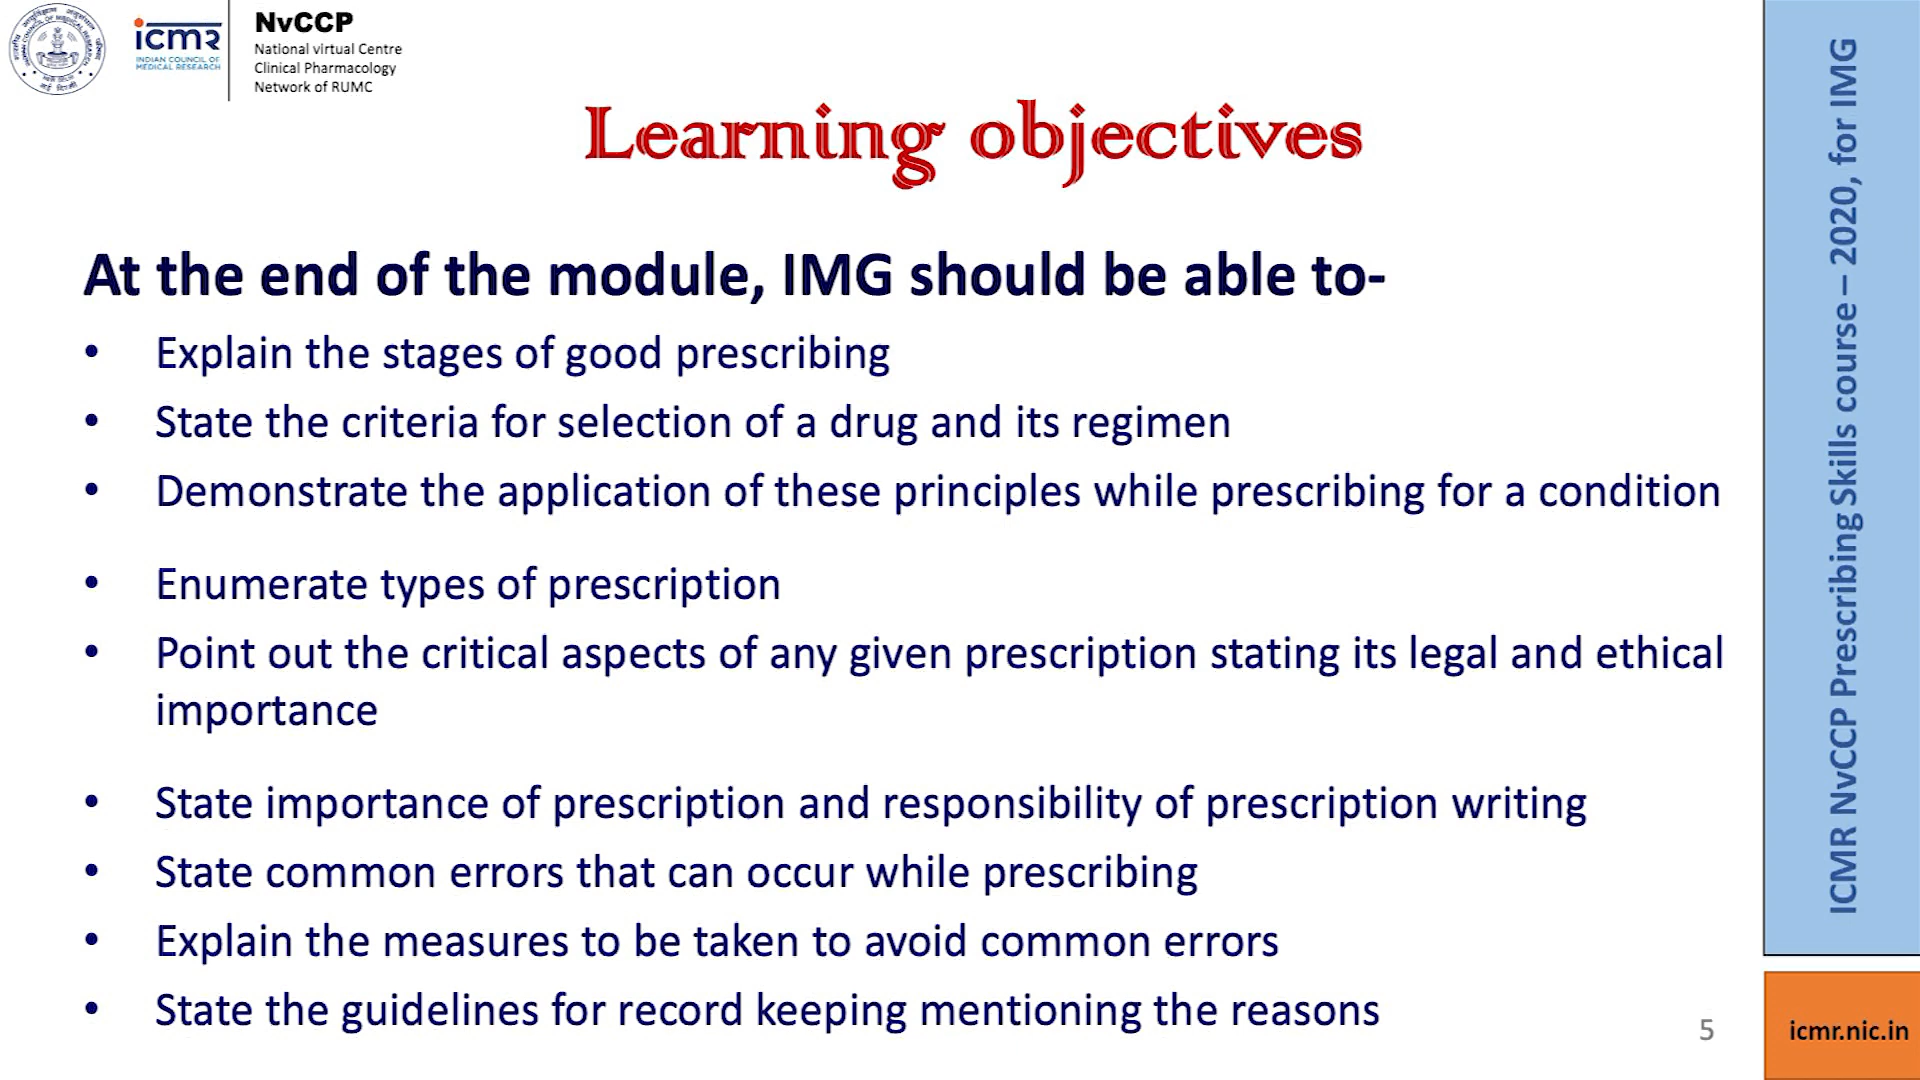 icmr
INDIAN COUNCIL OF
MEDICAL RESEARCH
NvCCP
National virtual Centre
Clinical Pharmacology
Network of RUMC
Learning objectives
At the end of the module, IMG should be able to-
• Explain the stages of good prescribing
• State the criteria for selection of a drug and its regimen
• Demonstrate the application of these principles while prescribing for a condition
• Enumerate types of prescription
• Point out the critical aspects of any given prescription stating its legal and ethical
importance
• State importance of prescription and responsibility of prescription writing
• State common errors that can occur while prescribing
• Explain the measures to be taken to avoid common errors
• State the guidelines for record keeping mentioning the reasons
5
ICMR NvCCP Prescribing Skills course – 2020, for IMG
icmr.nic.in